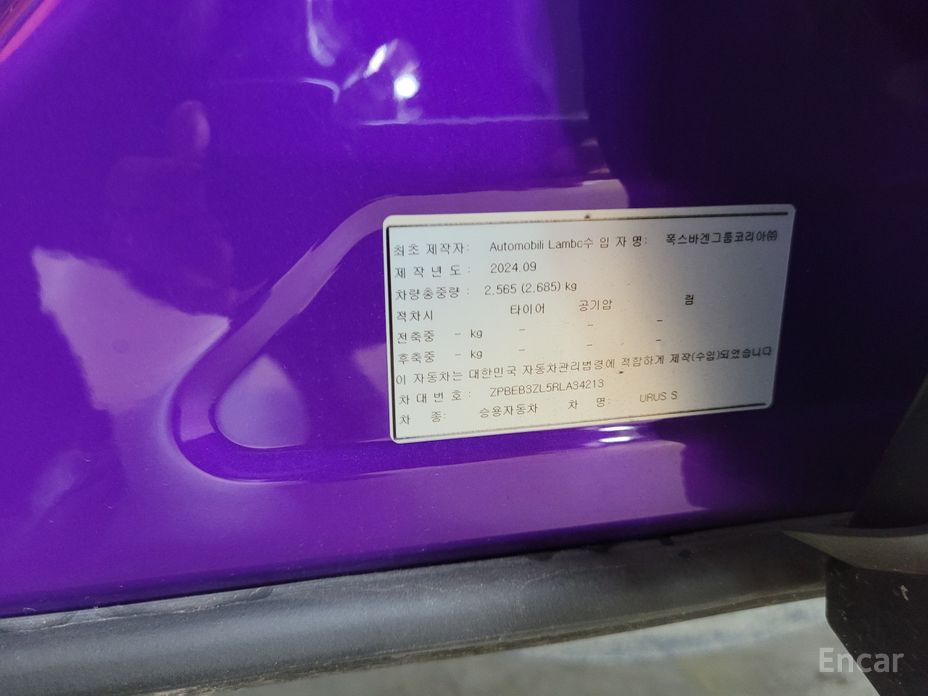 최초 제작자: Automobili Lambo수 입 자 명: 폭스바겐그룹코리아㈜
제 작 년 도 : 2024.09
차량총중량 : 2,565 (2,685) kg
적차시 타이어 공기압 림
전축중 - kg - - -
후축중 - kg - - -
이 자동차는 대한민국 자동차관리법령에 적합하게 제작(수입)되었습니다
차 대 번 호 : ZPBEB3ZL5RLA34213
차 종: 승용자동차 차 명: URUS S
Encar